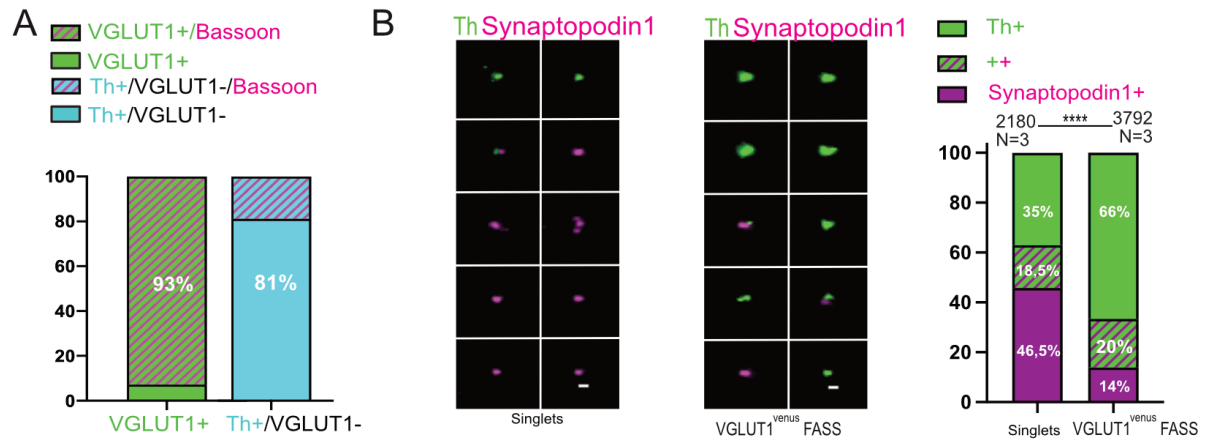 A
VGLUT1+/Bassoon
VGLUT1+
Th+/VGLUT1-/Bassoon
Th+/VGLUT1-
100
80
60
40
20
0
93%
81%
VGLUT1+
Th+/VGLUT1-
B
Th Synaptopodin1
Th Synaptopodin1
Singlets
VGLUT1venus FASS
Th+
++
Synaptopodin1+
2180
N=3
****
3792
N=3
100
80
60
40
20
0
35%
18,5%
46,5%
66%
20%
14%
Singlets
VGLUT1venus FASS